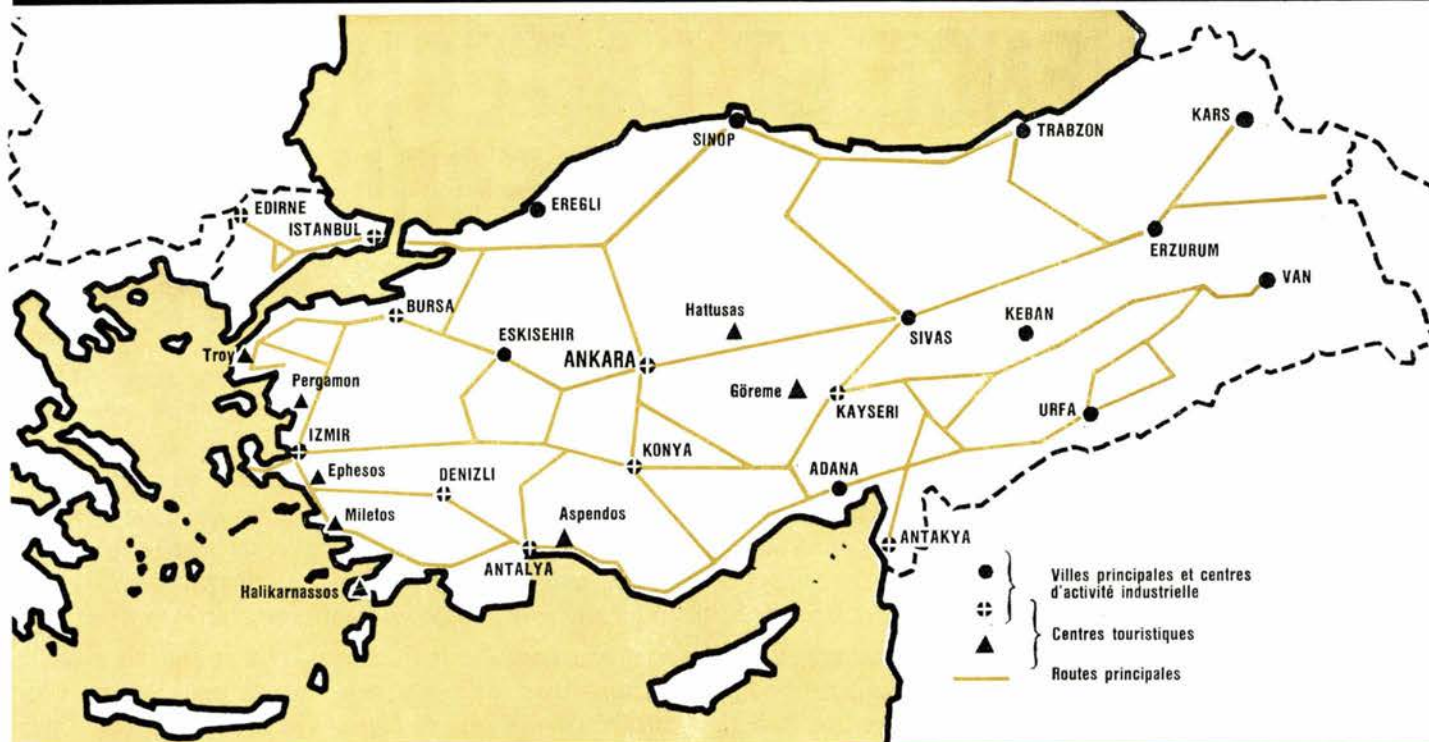 SINOP
TRABZON
KARS
EDIRNE
ISTANBUL
EREGLI
ERZURUM
BURSA
Hattusas
KEBAN
VAN
ESKISEHIR
SIVAS
Troy
ANKARA
Pergamon
Göreme
KAYSERI
URFA
IZMIR
KONYA
ADANA
Ephesos
DENIZLI
Miletos
Aspendos
ANTAKYA
ANTALYA
Halikarnassos
Villes principales et centres
d'activité industrielle
Centres touristiques
Routes principales